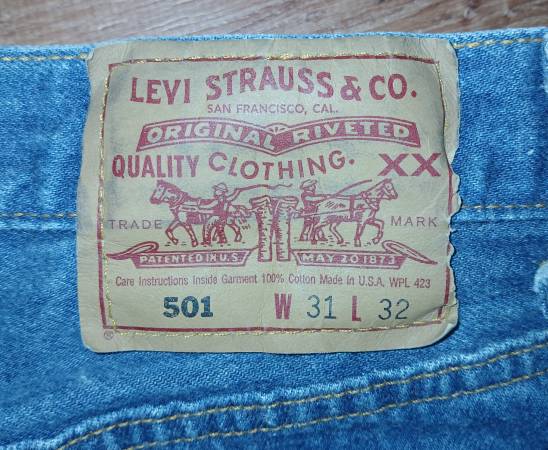 LEVI STRAUSS & CO.
SAN FRANCISCO, CAL.
ORIGINAL RIVETED
QUALITY CLOTHING. XX
TRADE MARK
PATENTED IN U.S. MAY 20 1873
Care Instructions Inside Garment 100% Cotton Made in U.S.A. WPL 423
501 W 31 L 32
®